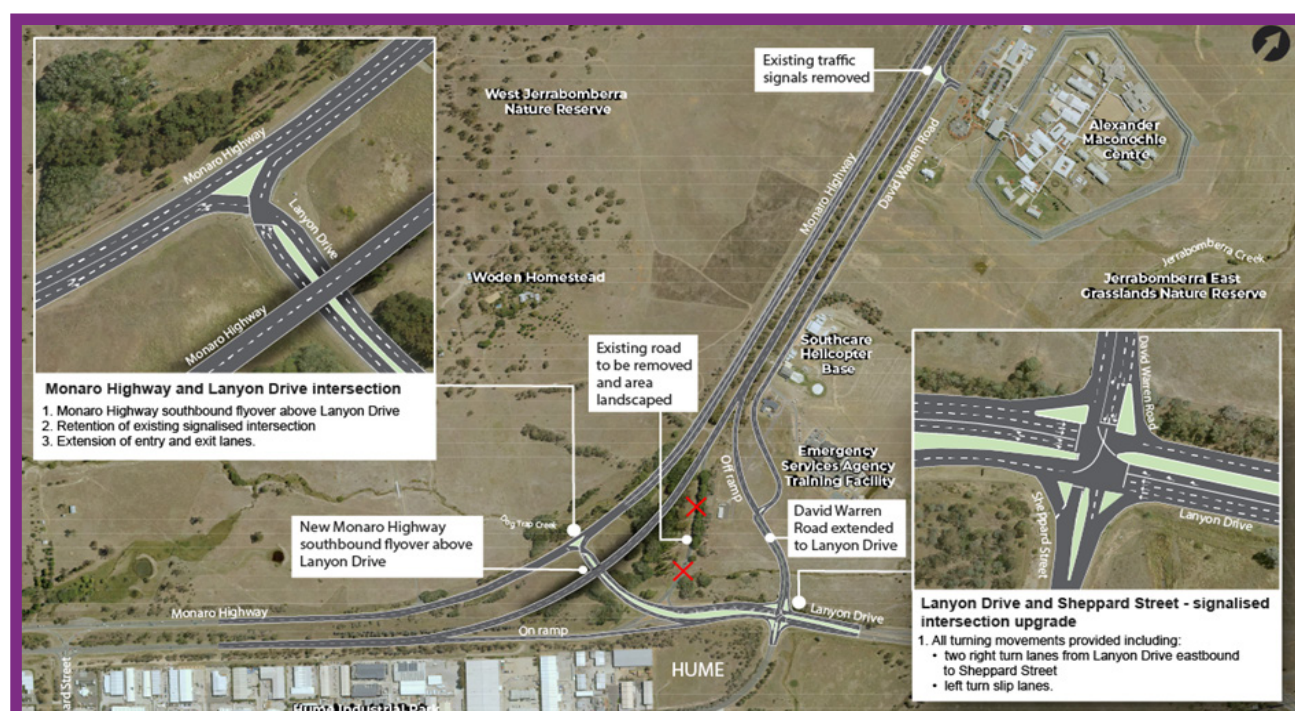 Monaro Highway
Lanyon Drive
Monaro Highway
Monaro Highway and Lanyon Drive intersection
1. Monaro Highway southbound flyover above Lanyon Drive
2. Retention of existing signalised intersection
3. Extension of entry and exit lanes.
West Jerrabomberra
Nature Reserve
Existing traffic
signals removed
Alexander
Maconochie
Centre
Monaro Highway
David Warren Road
Jerrabomberra Creek
Jerrabomberra East
Grasslands Nature Reserve
Woden Homestead
Existing road
to be removed
and area
landscaped
Southcare
Helicopter
Base
Off ramp
Emergency
Services Agency
Training Facility
Dog Trap Creek
New Monaro Highway
southbound flyover above
Lanyon Drive
David Warren
Road extended
to Lanyon Drive
Monaro Highway
On ramp
Lanyon Drive
HUME
Hume Industrial Park
David Warren Road
Lanyon Drive
Sheppard Street
Lanyon Drive and Sheppard Street - signalised
intersection upgrade
1. All turning movements provided including:
• two right turn lanes from Lanyon Drive eastbound
to Sheppard Street
• left turn slip lanes.